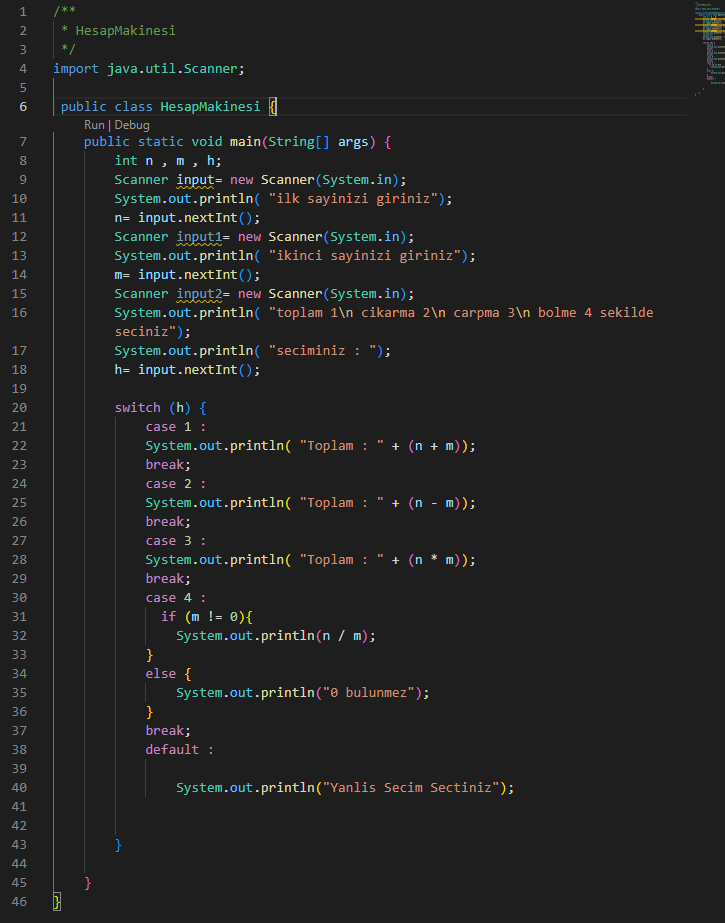 1 /**
2  * HesapMakinesi
3  */
4 import java.util.Scanner;
5
6  public class HesapMakinesi {
Run | Debug
7     public static void main(String[] args) {
8         int n , m , h;
9         Scanner input= new Scanner(System.in);
10         System.out.println( "ilk sayinizi giriniz");
11         n= input.nextInt();
12         Scanner input1= new Scanner(System.in);
13         System.out.println( "ikinci sayinizi giriniz");
14         m= input.nextInt();
15         Scanner input2= new Scanner(System.in);
16         System.out.println( "toplam 1\n cikarma 2\n carpma 3\n bolme 4 sekilde
seciniz");
17         System.out.println( "seciminiz : ");
18         h= input.nextInt();
19
20         switch (h) {
21             case 1 :
22             System.out.println( "Toplam : " + (n + m));
23             break;
24             case 2 :
25             System.out.println( "Toplam : " + (n - m));
26             break;
27             case 3 :
28             System.out.println( "Toplam : " + (n * m));
29             break;
30             case 4 :
31               if (m != 0){
32                 System.out.println(n / m);
33             }
34             else {
35                 System.out.println("0 bulunmez");
36             }
37             break;
38             default :
39
40                 System.out.println("Yanlis Secim Sectiniz");
41
42
43         }
44
45     }
46 }